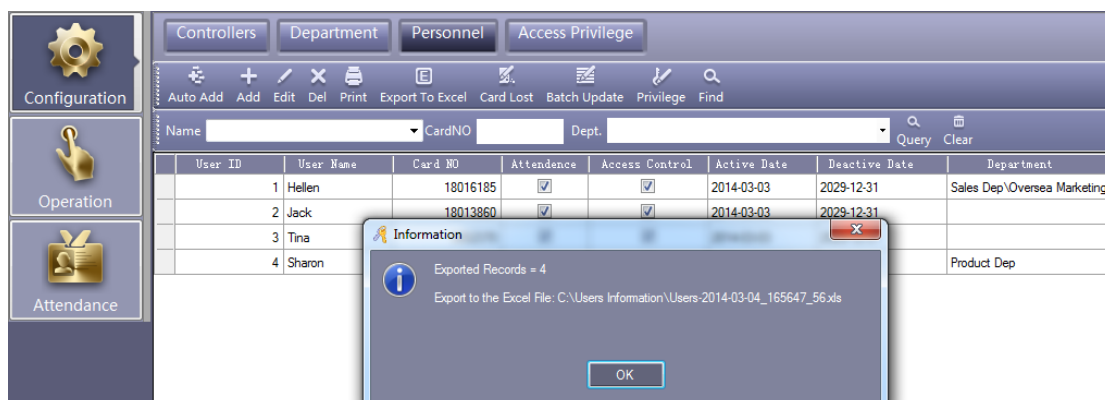 Controllers Department Personnel Access Privilege
Configuration
Auto Add Add Edit Del Print Export To Excel Card Lost Batch Update Privilege Find
Name CardNO Dept. Query Clear
User ID User Name Card NO Attendence Access Control Active Date Deactive Date Department
1 Hellen 18016185 2014-03-03 2029-12-31 Sales Dep\Oversea Marketing
Operation
2 Jack 18013860 2014-03-03 2029-12-31
3 Tina
4 Sharon Product Dep
Attendance
Information
Exported Records = 4
Export to the Excel File: C:\Users Information\Users-2014-03-04_165647_56.xls
OK